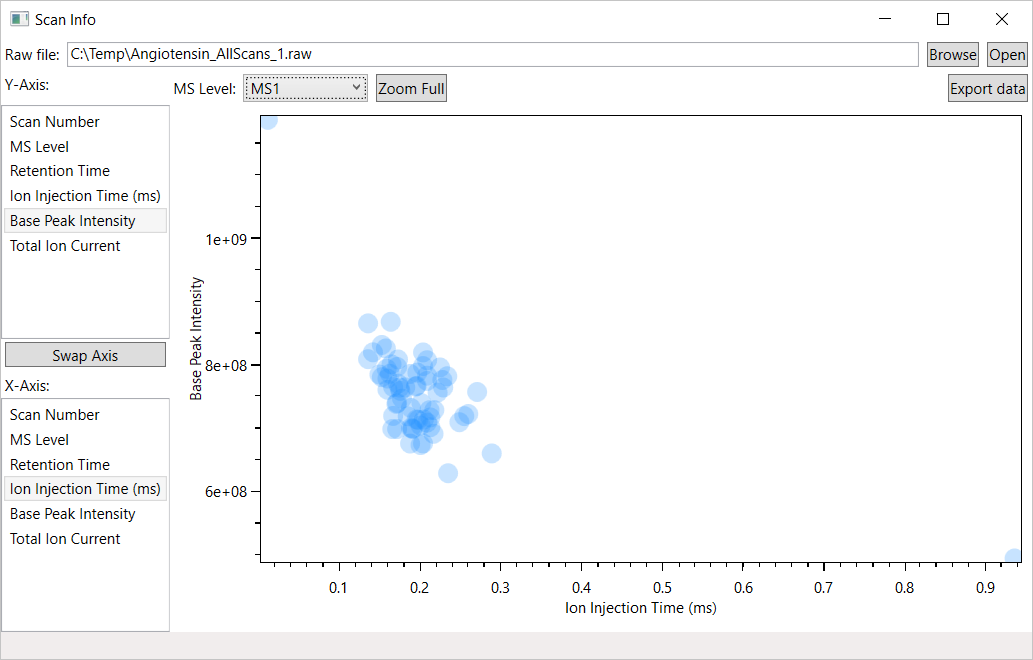 Scan Info
Raw file: C:\Temp\Angiotensin_AllScans_1.raw Browse Open
Y-Axis:
MS Level: MS1 Zoom Full Export data
Scan Number
MS Level
Retention Time
Ion Injection Time (ms)
Base Peak Intensity
Total Ion Current
Swap Axis
X-Axis:
Scan Number
MS Level
Retention Time
Ion Injection Time (ms)
Base Peak Intensity
Total Ion Current
Base Peak Intensity
1e+09
8e+08
6e+08
0.1 0.2 0.3 0.4 0.5 0.6 0.7 0.8 0.9
Ion Injection Time (ms)